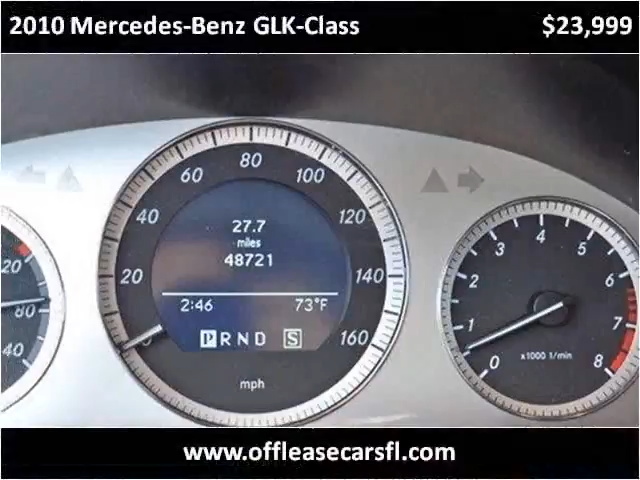 2010 Mercedes-Benz GLK-Class $23,999
80
60 100
40 120
20 140
0 160
27.7
miles
48721
2:46 73°F
P R N D S
mph
20
80
40
4
3 5
2 6
1 7
0 8
x1000 1/min
www.offleasecarsfl.com